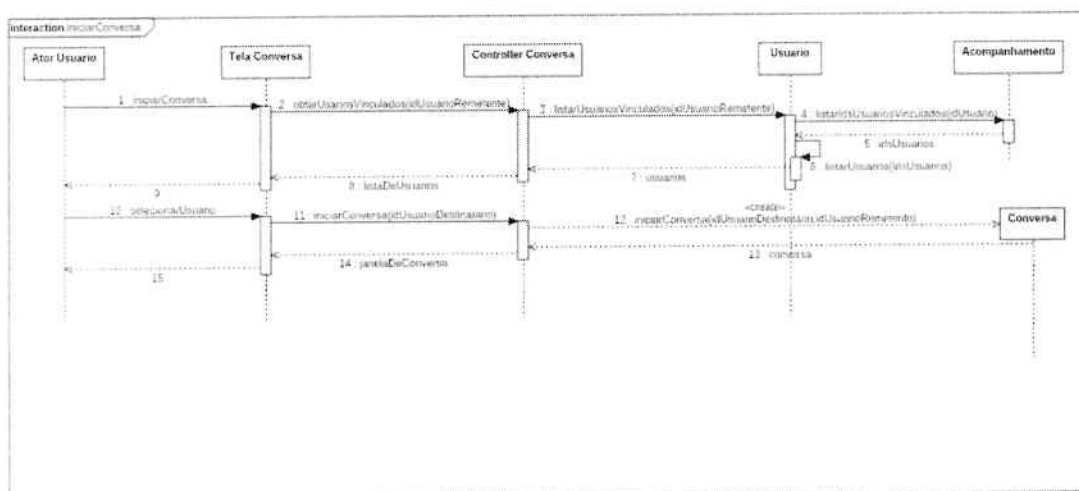 interaction iniciarConversa
Ator Usuario
Tela Conversa
Controller Conversa
Usuario
Acompanhamento
1 : iniciarConversa
2 : obterUsariosVinculados(idUsuarioRemetente)
3 : listarUsuariosVinculados(idUsuarioRemetente)
4 : listarIdsUsuariosVinculados(idUsuario)
5 : idsUsuarios
6 : listarUsuarios(idsUsuarios)
7 : usuarios
8 : listaDeUsuarios
9
10 : selecionarUsuario
11 : iniciarConversa(idUsuarioDestinatario)
«create»
12 : iniciarConversa(idUsuarioDestinatario,idUsuarioRemetente)
Conversa
13 : conversa
14 : janelaDeConversa
15